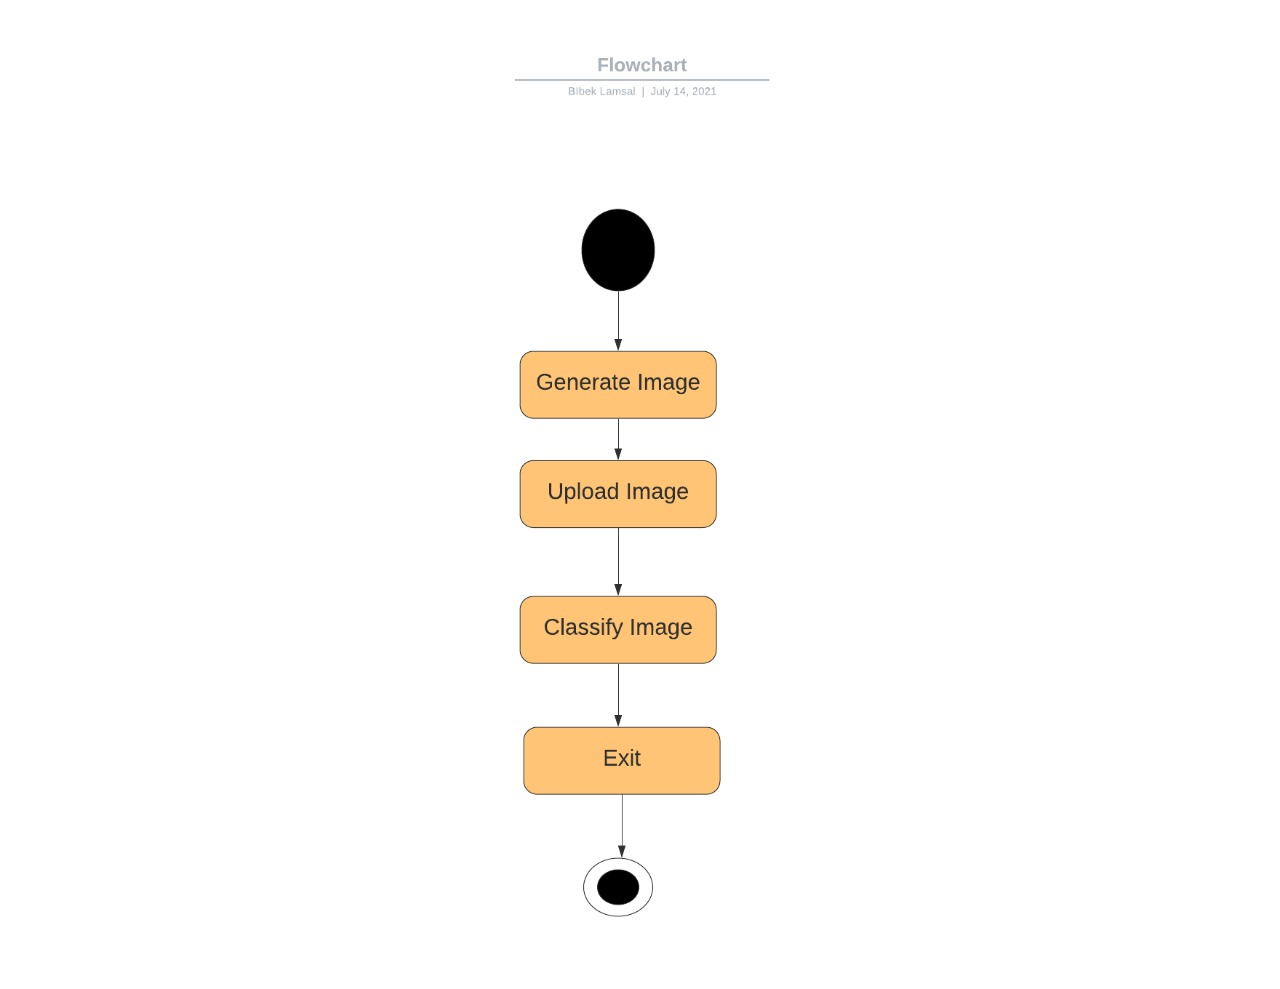 Flowchart
Bibek Lamsal | July 14, 2021
Generate Image
Upload Image
Classify Image
Exit